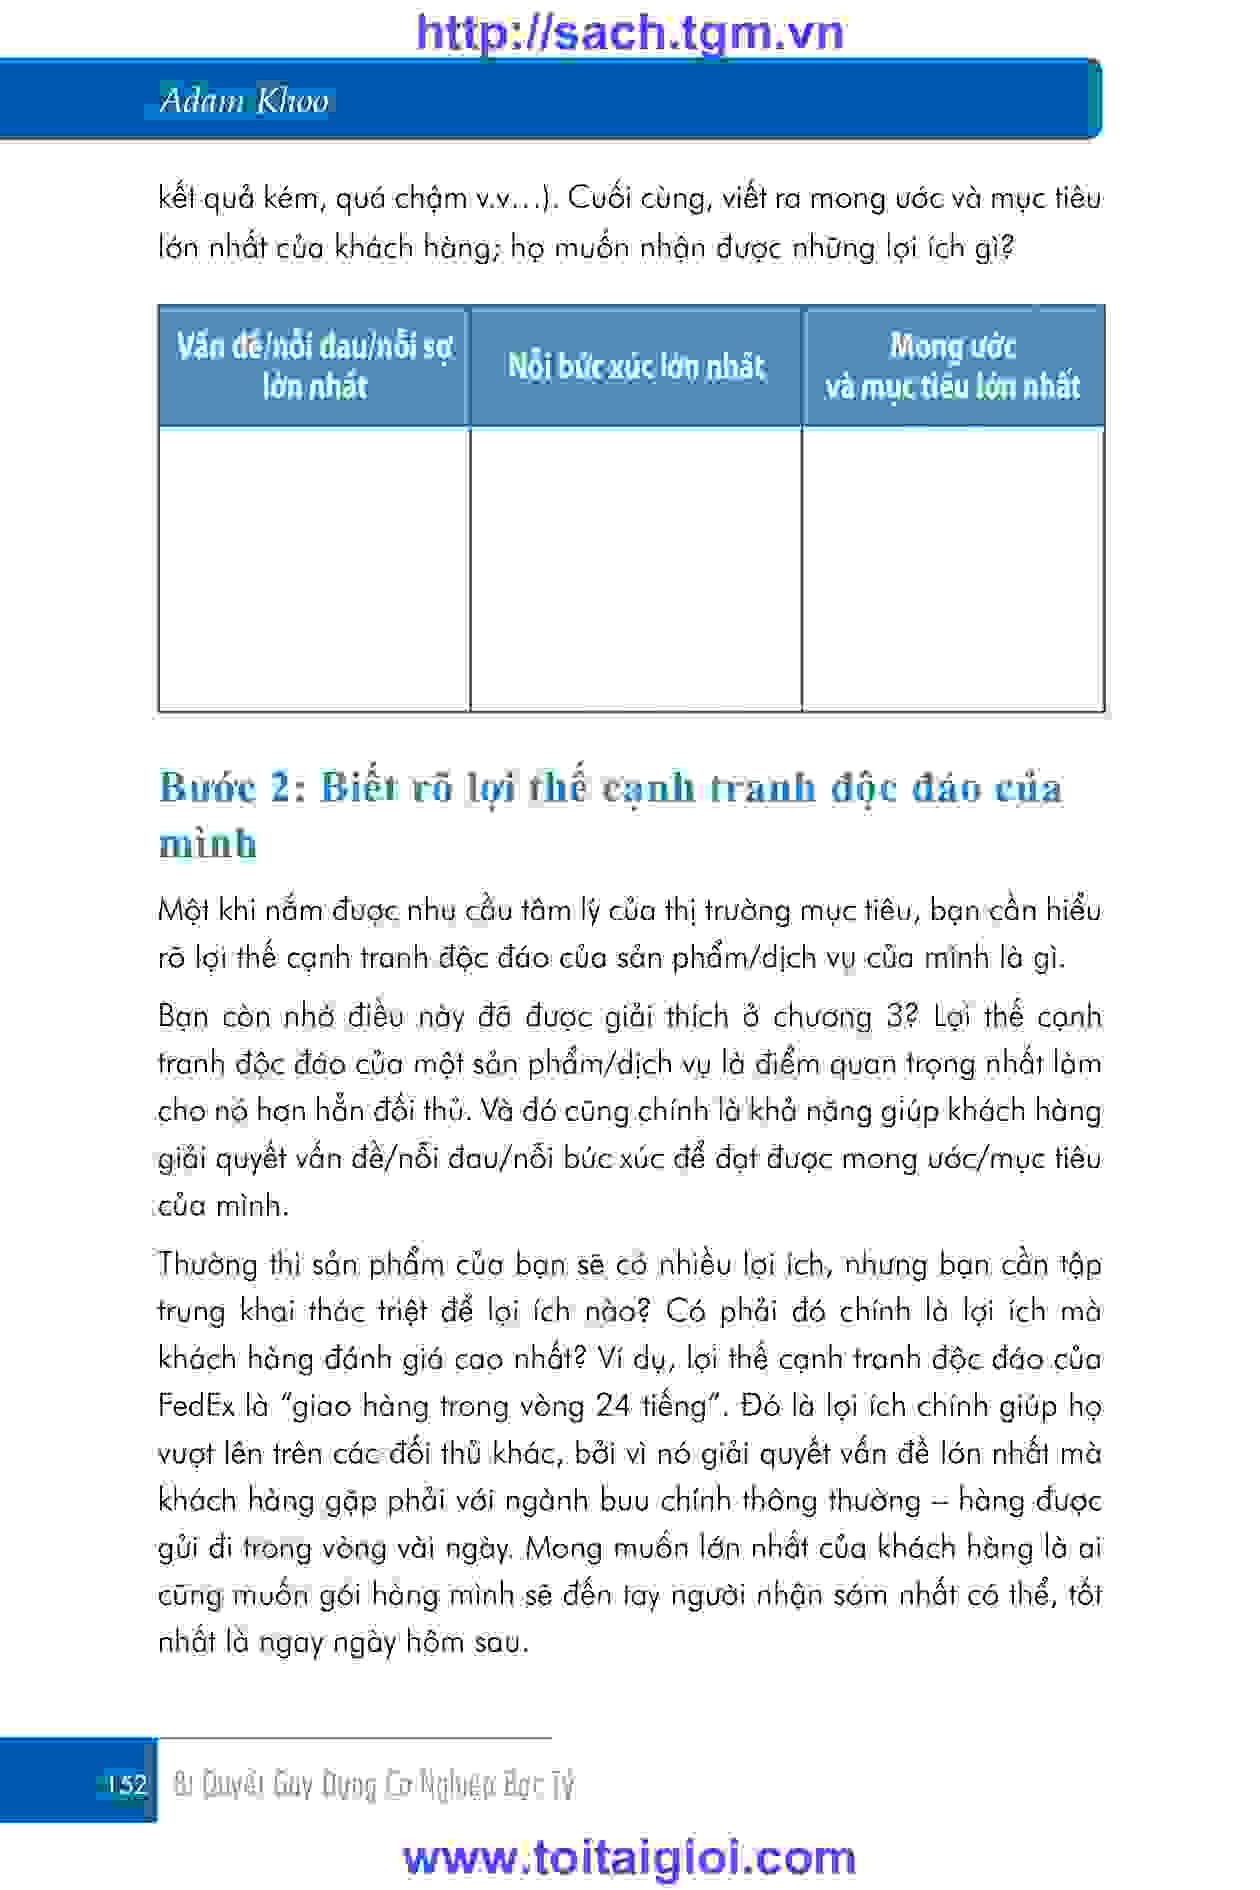 http://sach.tgm.vn
Adam Khoo
kết quả kém, quá chậm v.v…). Cuối cùng, viết ra mong ước và mục tiêu
lớn nhất của khách hàng; họ muốn nhận được những lợi ích gì?
Vấn đề/nỗi đau/nỗi sợ
lớn nhất
Nỗi bức xúc lớn nhất
Mong ước
và mục tiêu lớn nhất
Bước 2: Biết rõ lợi thế cạnh tranh độc đáo của
mình
Một khi nắm được nhu cầu tâm lý của thị trường mục tiêu, bạn cần hiểu
rõ lợi thế cạnh tranh độc đáo của sản phẩm/dịch vụ của mình là gì.
Bạn còn nhớ điều này đã được giải thích ở chương 3? Lợi thế cạnh
tranh độc đáo của một sản phẩm/dịch vụ là điểm quan trọng nhất làm
cho nó hơn hẳn đối thủ. Và đó cũng chính là khả năng giúp khách hàng
giải quyết vấn đề/nỗi đau/nỗi bức xúc để đạt được mong ước/mục tiêu
của mình.
Thường thì sản phẩm của bạn sẽ có nhiều lợi ích, nhưng bạn cần tập
trung khai thác triệt để lợi ích nào? Có phải đó chính là lợi ích mà
khách hàng đánh giá cao nhất? Ví dụ, lợi thế cạnh tranh độc đáo của
FedEx là “giao hàng trong vòng 24 tiếng”. Đó là lợi ích chính giúp họ
vượt lên trên các đối thủ khác, bởi vì nó giải quyết vấn đề lớn nhất mà
khách hàng gặp phải với ngành bưu chính thông thường – hàng được
gửi đi trong vòng vài ngày. Mong muốn lớn nhất của khách hàng là ai
cũng muốn gói hàng mình sẽ đến tay người nhận sớm nhất có thể, tốt
nhất là ngay ngày hôm sau.
152
Bí Quyết Gây Dựng Cơ Nghiệp Bạc Tỷ
www.toitaigioi.com